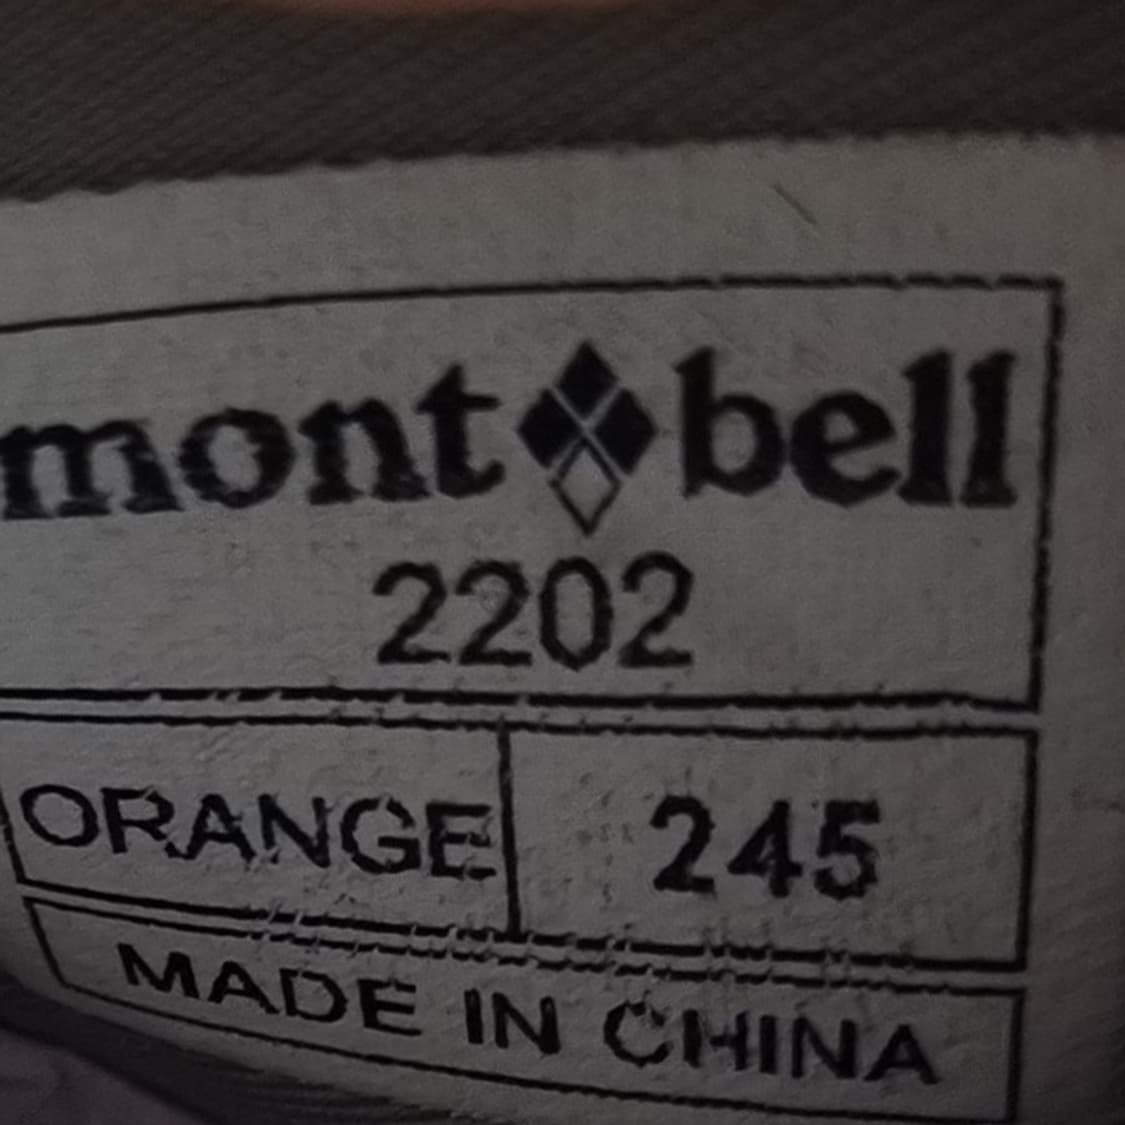 mont bell
2202
ORANGE 245
MADE IN CHINA